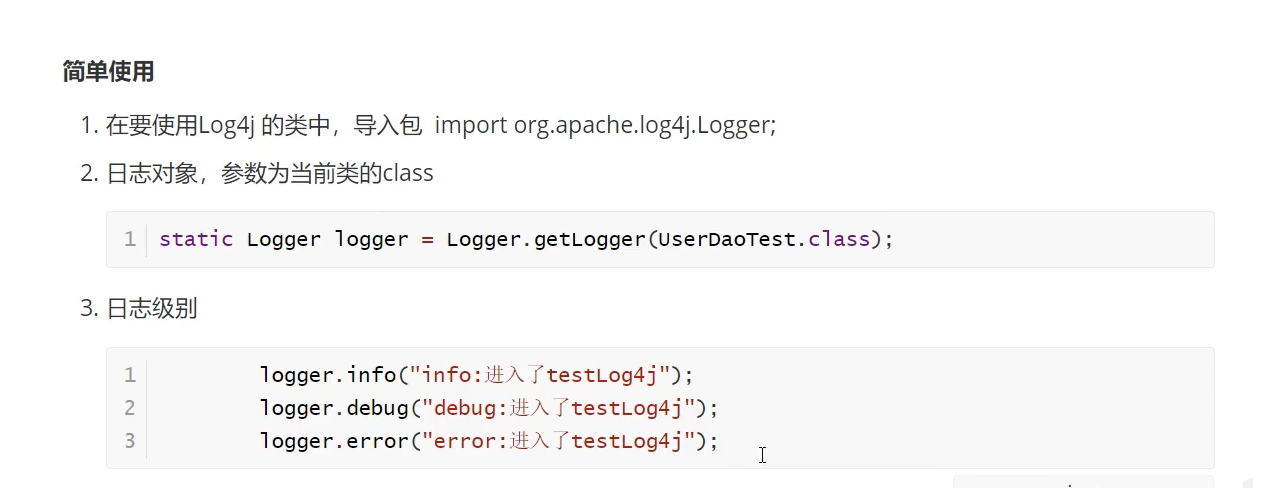 简单使用
1. 在要使用Log4j 的类中，导入包 import org.apache.log4j.Logger;
2. 日志对象，参数为当前类的class
1 static Logger logger = Logger.getLogger(UserDaoTest.class);
3. 日志级别
1 logger.info("info:进入了testLog4j");
2 logger.debug("debug:进入了testLog4j");
3 logger.error("error:进入了testLog4j");